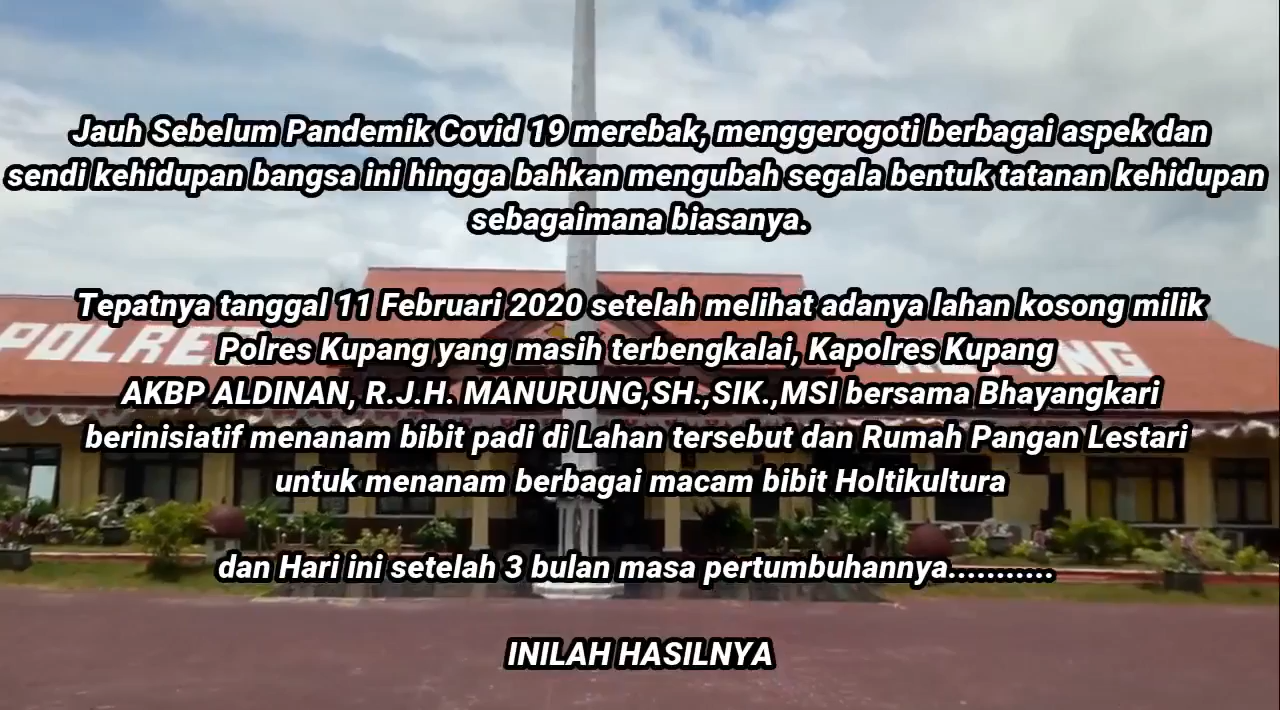 Jauh Sebelum Pandemik Covid 19 merebak, menggerogoti berbagai aspek dan
sendi kehidupan bangsa ini hingga bahkan mengubah segala bentuk tatanan kehidupan
sebagaimana biasanya.
Tepatnya tanggal 11 Februari 2020 setelah melihat adanya lahan kosong milik
Polres Kupang yang masih terbengkalai, Kapolres Kupang
AKBP ALDINAN, R.J.H. MANURUNG,SH.,SIK.,MSI bersama Bhayangkari
berinisiatif menanam bibit padi di Lahan tersebut dan Rumah Pangan Lestari
untuk menanam berbagai macam bibit Holtikultura
dan Hari ini setelah 3 bulan masa pertumbuhannya...........
INILAH HASILNYA